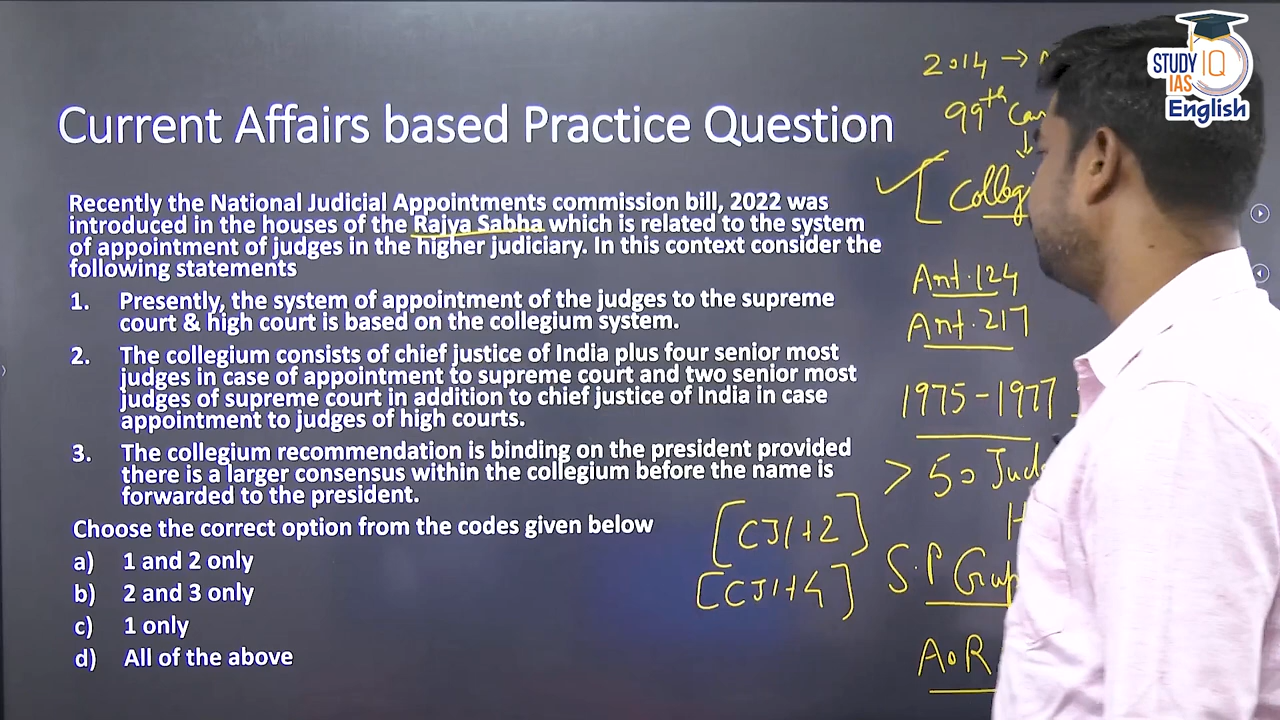 Current Affairs based Practice Question
Recently the National Judicial Appointments commission bill, 2022 was
introduced in the houses of the Rajya Sabha which is related to the system
of appointment of judges in the higher judiciary. In this context consider the
following statements
1. Presently, the system of appointment of the judges to the supreme
court & high court is based on the collegium system.
2. The collegium consists of chief justice of India plus four senior most
judges in case of appointment to supreme court and two senior most
judges of supreme court in addition to chief justice of India in case
appointment to judges of high courts.
3. The collegium recommendation is binding on the president provided
there is a larger consensus within the collegium before the name is
forwarded to the president.
Choose the correct option from the codes given below
a) 1 and 2 only
b) 2 and 3 only
c) 1 only
d) All of the above
[CJI+2]
[CJI+4]
2014 →
99th
Art.124
Art.217
1975-1977
> 50
S.P
AoR
STUDY IQ
IAS
English